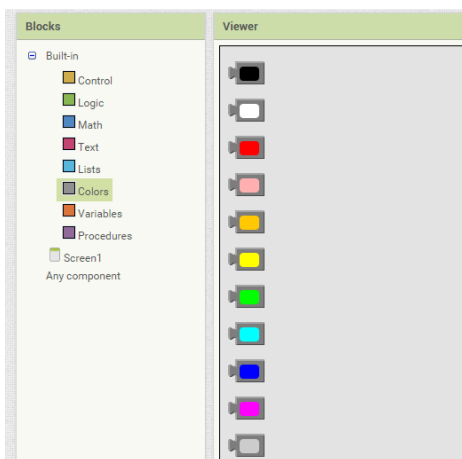 Blocks
Viewer
Built-in
Control
Logic
Math
Text
Lists
Colors
Variables
Procedures
Screen1
Any component